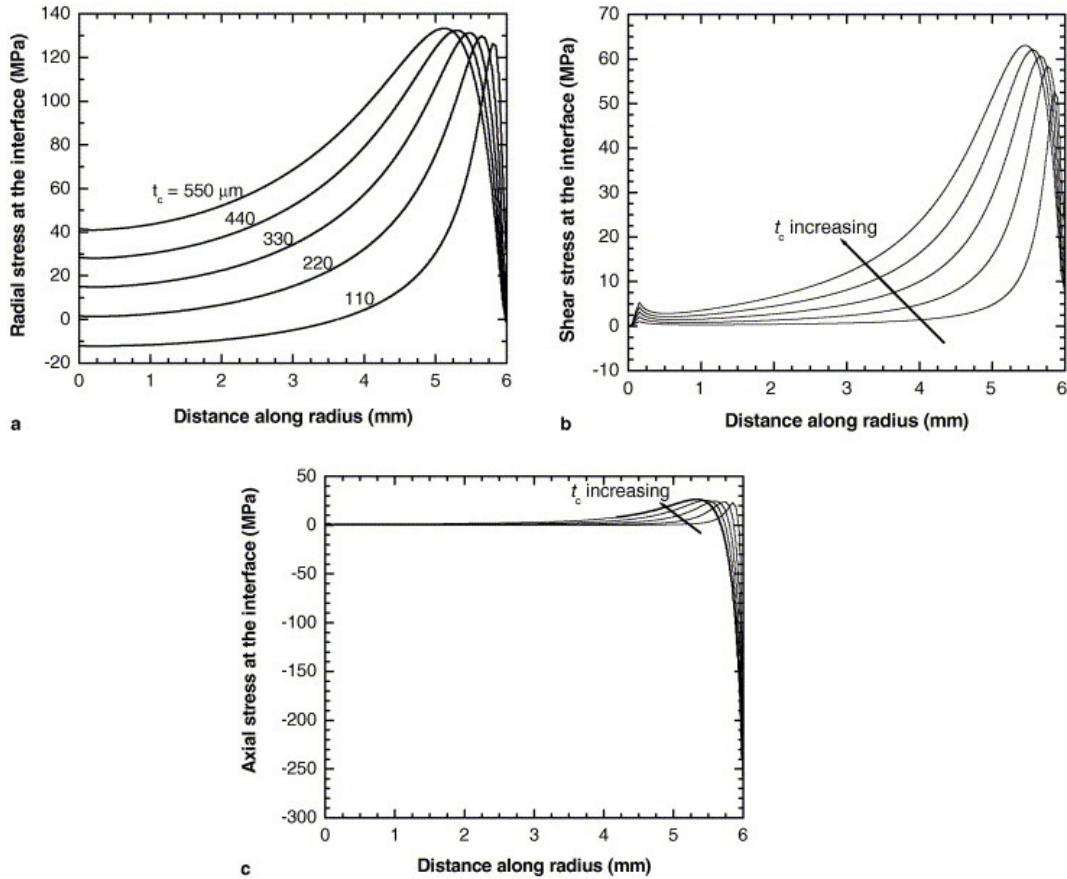 140
120
100
80
60
40
20
0
-20
Radial stress at the interface (MPa)
t_c = 550 μm
440
330
220
110
0 1 2 3 4 5 6
Distance along radius (mm)
a
70
60
50
40
30
20
10
0
-10
Shear stress at the interface (MPa)
t_c increasing
0 1 2 3 4 5 6
Distance along radius (mm)
b
50
0
-50
-100
-150
-200
-250
-300
Axial stress at the interface (MPa)
t_c increasing
0 1 2 3 4 5 6
Distance along radius (mm)
c